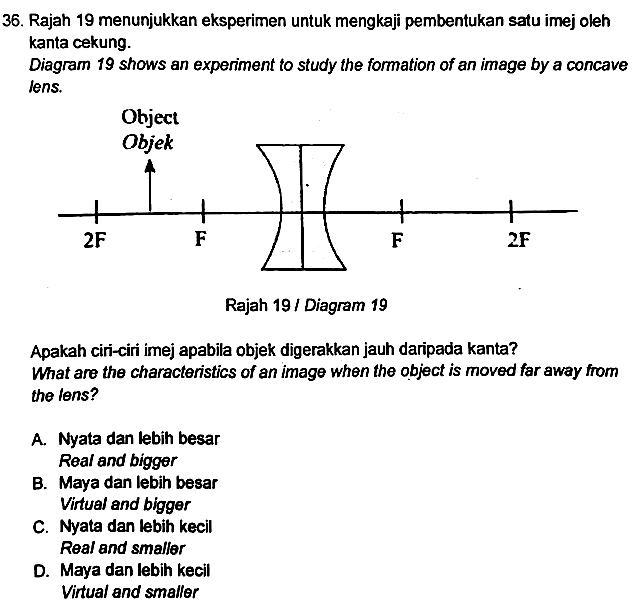 36. Rajah 19 menunjukkan eksperimen untuk mengkaji pembentukan satu imej oleh
kanta cekung.
Diagram 19 shows an experiment to study the formation of an image by a concave
lens.
Object
Objek
2F
F
F
2F
Rajah 19 / Diagram 19
Apakah ciri-ciri imej apabila objek digerakkan jauh daripada kanta?
What are the characteristics of an image when the object is moved far away from
the lens?
A. Nyata dan lebih besar
Real and bigger
B. Maya dan lebih besar
Virtual and bigger
C. Nyata dan lebih kecil
Real and smaller
D. Maya dan lebih kecil
Virtual and smaller